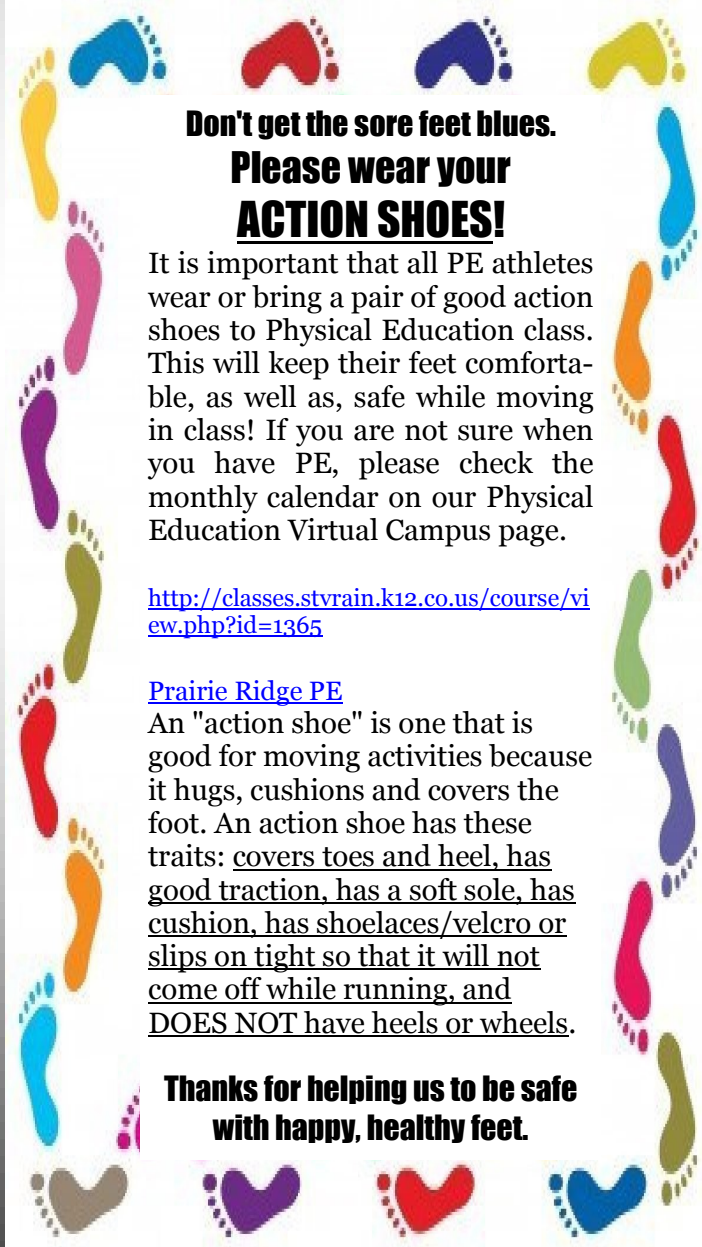 Don't get the sore feet blues.
Please wear your
ACTION SHOES!
It is important that all PE athletes
wear or bring a pair of good action
shoes to Physical Education class.
This will keep their feet comforta-
ble, as well as, safe while moving
in class! If you are not sure when
you have PE, please check the
monthly calendar on our Physical
Education Virtual Campus page.
http://classes.stvrain.k12.co.us/course/vi
ew.php?id=1365
Prairie Ridge PE
An "action shoe" is one that is
good for moving activities because
it hugs, cushions and covers the
foot. An action shoe has these
traits: covers toes and heel, has
good traction, has a soft sole, has
cushion, has shoelaces/velcro or
slips on tight so that it will not
come off while running, and
DOES NOT have heels or wheels.
Thanks for helping us to be safe
with happy, healthy feet.